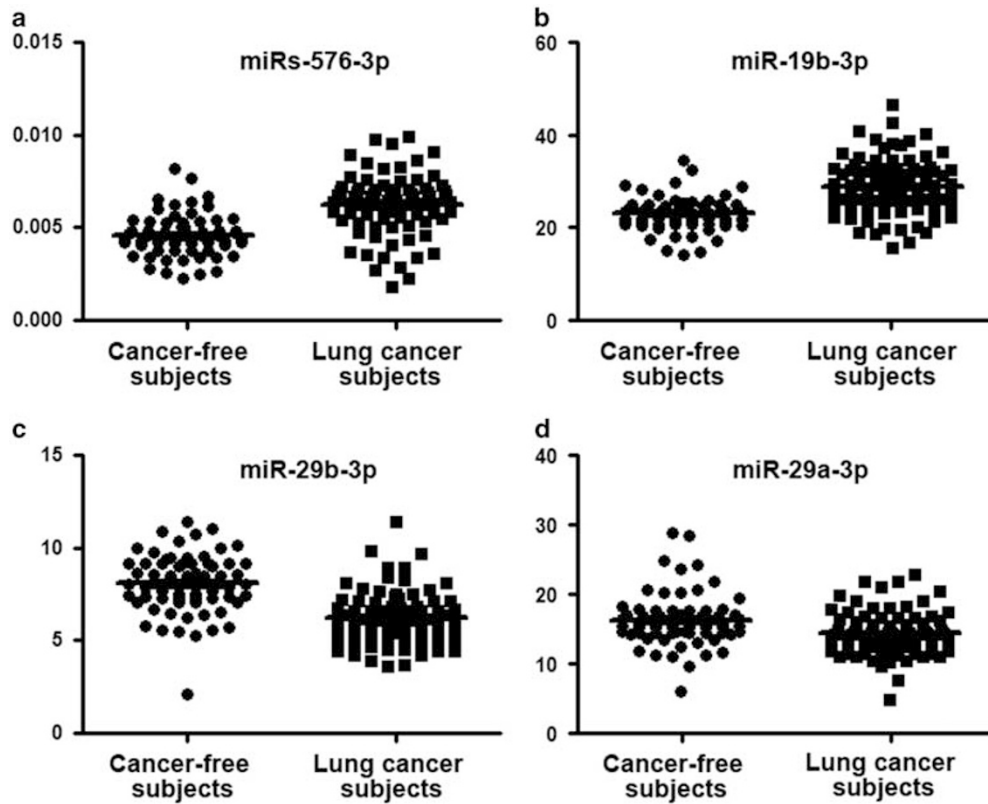 a
miRs-576-3p
0.015
0.010
0.005
0.000
Cancer-free
subjects
Lung cancer
subjects
b
miR-19b-3p
60
40
20
0
Cancer-free
subjects
Lung cancer
subjects
c
miR-29b-3p
15
10
5
0
Cancer-free
subjects
Lung cancer
subjects
d
miR-29a-3p
40
30
20
10
0
Cancer-free
subjects
Lung cancer
subjects